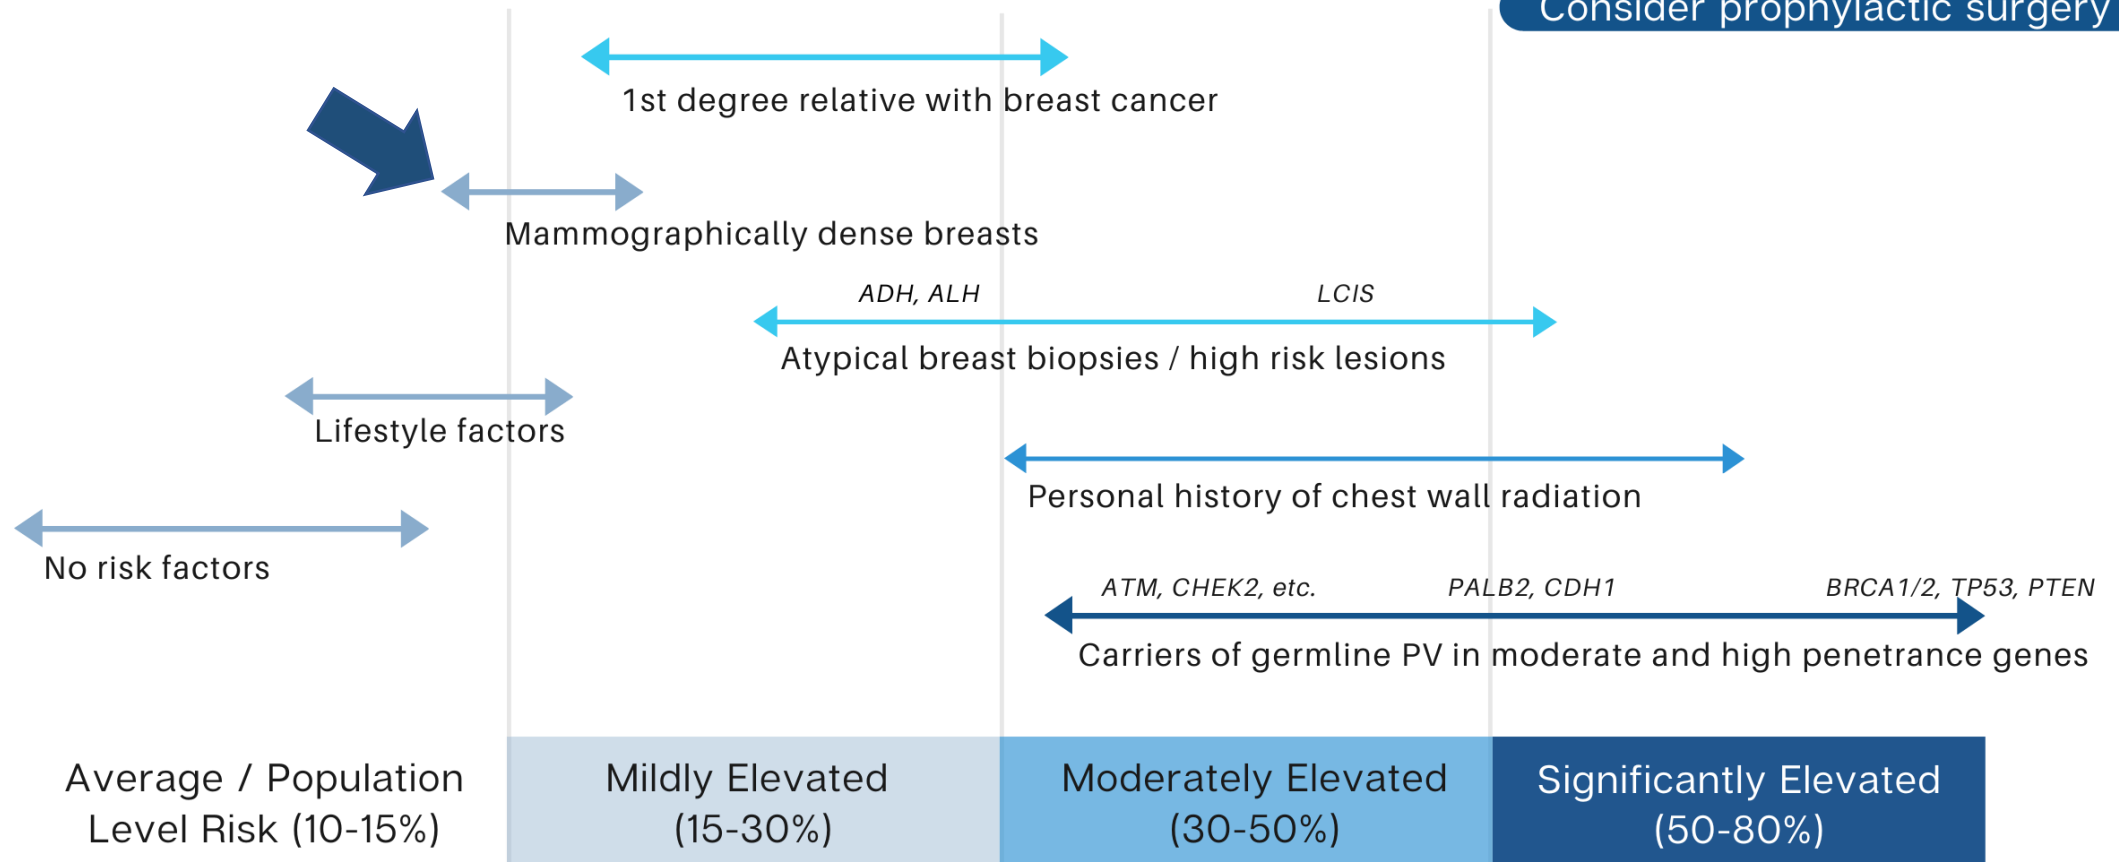 Consider prophylactic surgery
1st degree relative with breast cancer
Mammographically dense breasts
ADH, ALH
LCIS
Atypical breast biopsies / high risk lesions
Lifestyle factors
Personal history of chest wall radiation
No risk factors
ATM, CHEK2, etc.
PALB2, CDH1
BRCA1/2, TP53, PTEN
Carriers of germline PV in moderate and high penetrance genes
Average / Population
Level Risk (10-15%)
Mildly Elevated
(15-30%)
Moderately Elevated
(30-50%)
Significantly Elevated
(50-80%)